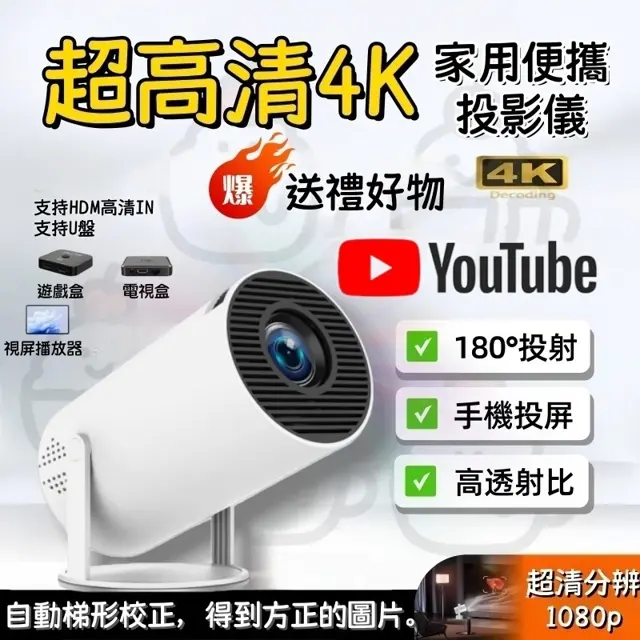 超高清4K
家用便攜
投影儀
爆
送禮好物
4K
Decoding
支持HDM高清IN
支持U盤
遊戲盒
電視盒
視屏播放器
YouTube
180°投射
手機投屏
高透射比
自動梯形校正，得到方正的圖片。
超清分辨
1080p